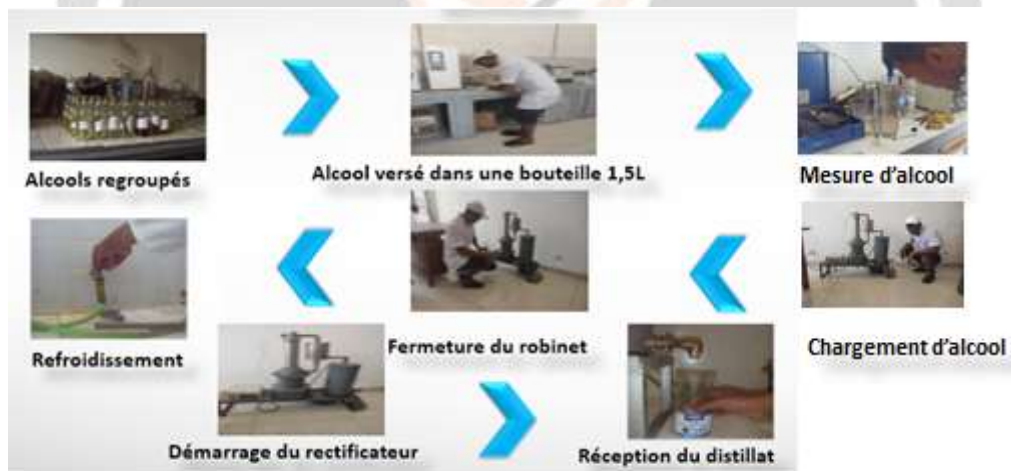 Alcools regroupés
Alcool versé dans une bouteille 1,5L
Mesure d'alcool
Refroidissement
Fermeture du robinet
Chargement d'alcool
Démarrage du rectificateur
Réception du distillat